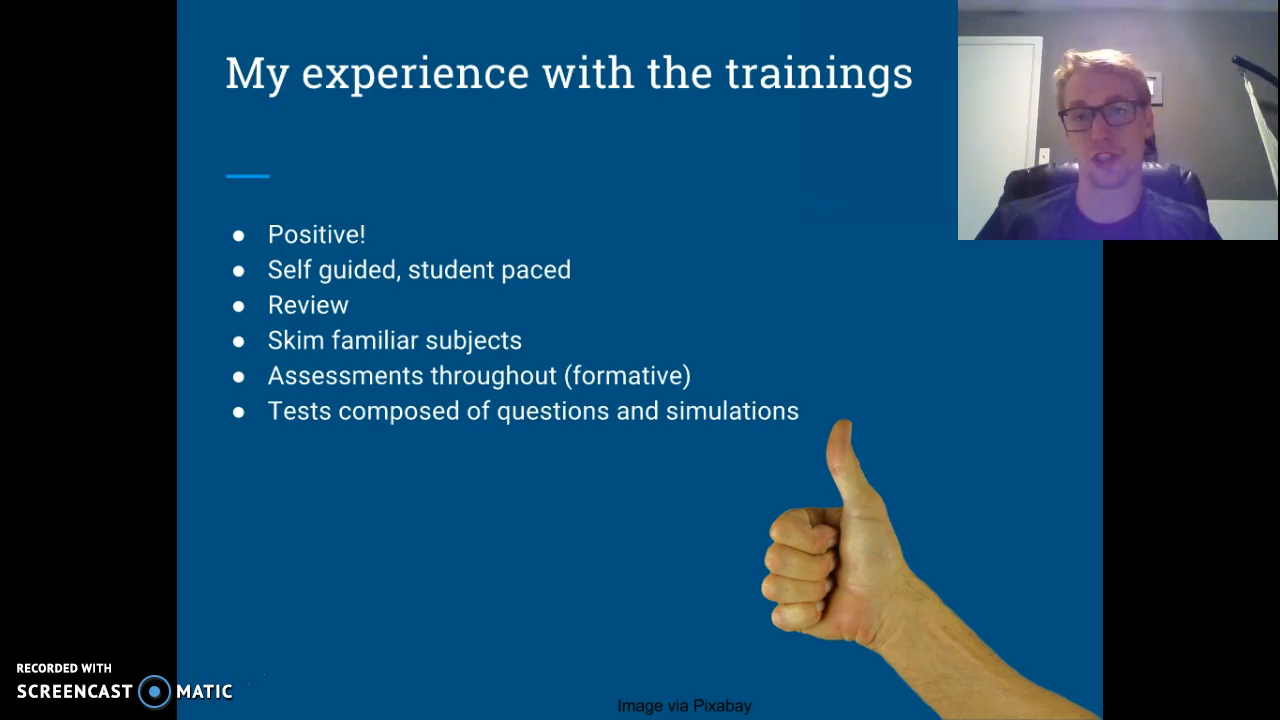 My experience with the trainings
● Positive!
● Self guided, student paced
● Review
● Skim familiar subjects
● Assessments throughout (formative)
● Tests composed of questions and simulations
RECORDED WITH
SCREENCAST MATIC
Image via Pixabay